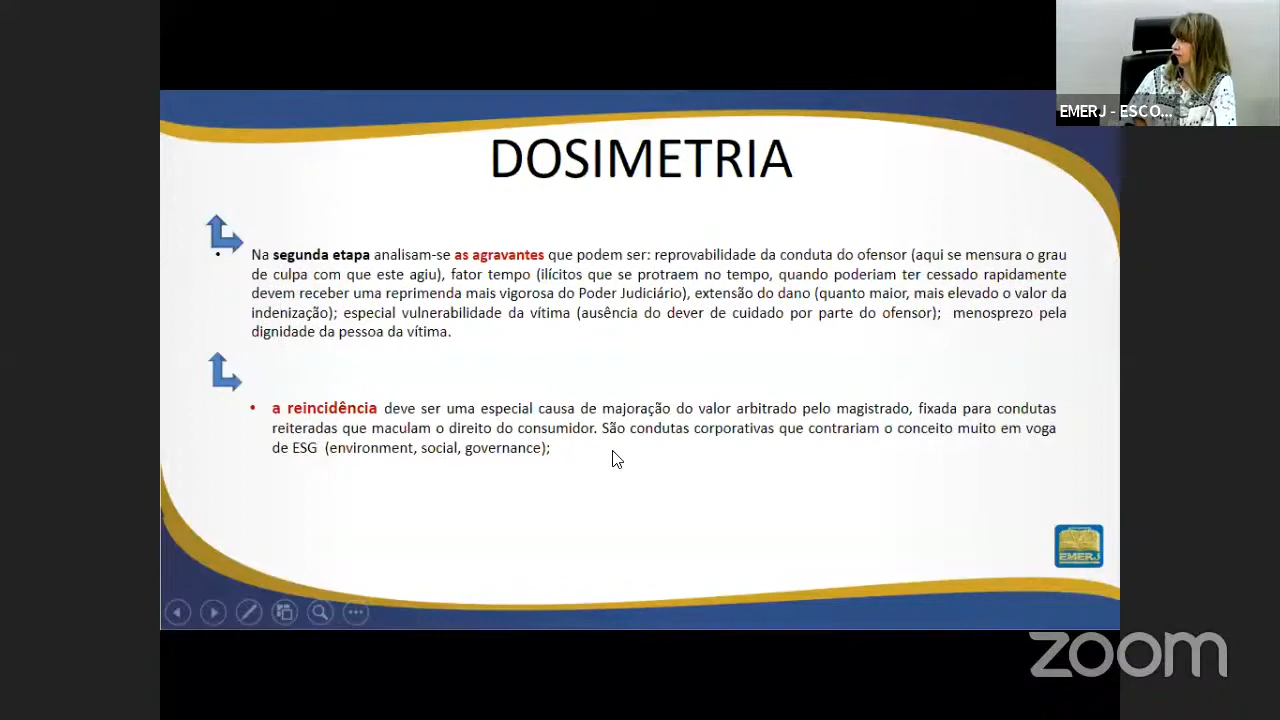 EMERJ - ESCO...
DOSIMETRIA
• Na segunda etapa analisam-se as agravantes que podem ser: reprovabilidade da conduta do ofensor (aqui se mensura o grau
de culpa com que este agiu), fator tempo (ilícitos que se protraem no tempo, quando poderiam ter cessado rapidamente
devem receber uma reprimenda mais vigorosa do Poder Judiciário), extensão do dano (quanto maior, mais elevado o valor da
indenização); especial vulnerabilidade da vítima (ausência do dever de cuidado por parte do ofensor); menosprezo pela
dignidade da pessoa da vítima.
• a reincidência deve ser uma especial causa de majoração do valor arbitrado pelo magistrado, fixada para condutas
reiteradas que maculam o direito do consumidor. São condutas corporativas que contrariam o conceito muito em voga
de ESG (environment, social, governance);
EMERJ
zoom